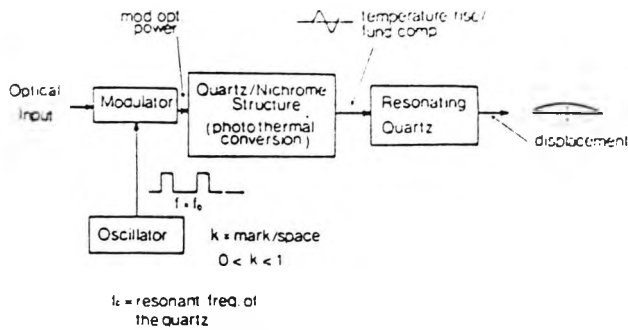 mod opt.
power
temperature rise/
fund comp
Optical
Input
Modulator
Quartz/Nichrome
Structure
(photothermal
conversion)
Resonating
Quartz
displacement
f = f₀
Oscillator
k = mark/space
0 < k < 1
= resonant freq. of
the quartz